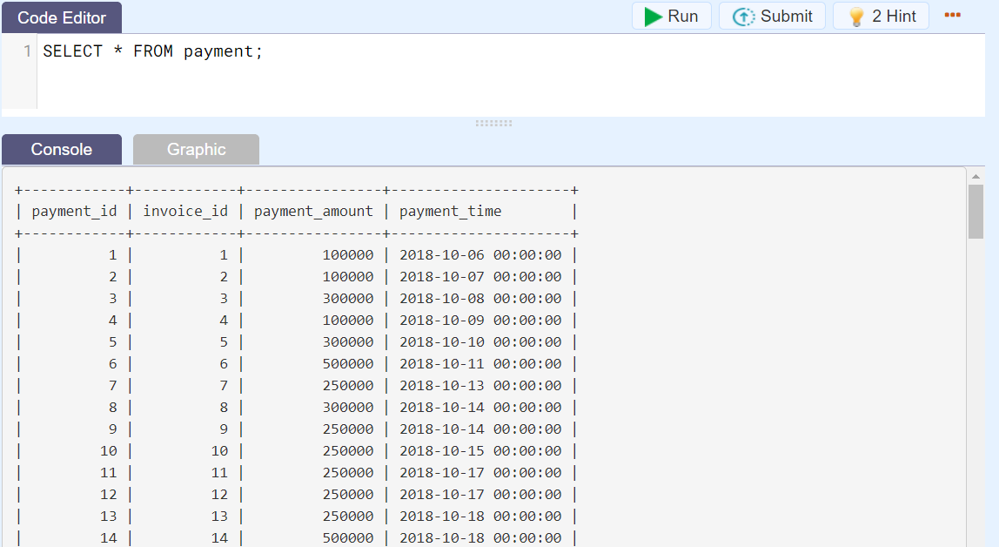 Code Editor Run Submit 2 Hint
1 SELECT * FROM payment;
Console Graphic
+------------+------------+----------------+---------------------+
| payment_id | invoice_id | payment_amount | payment_time        |
+------------+------------+----------------+---------------------+
|          1 |          1 |         100000 | 2018-10-06 00:00:00 |
|          2 |          2 |         100000 | 2018-10-07 00:00:00 |
|          3 |          3 |         300000 | 2018-10-08 00:00:00 |
|          4 |          4 |         100000 | 2018-10-09 00:00:00 |
|          5 |          5 |         300000 | 2018-10-10 00:00:00 |
|          6 |          6 |         500000 | 2018-10-11 00:00:00 |
|          7 |          7 |         250000 | 2018-10-13 00:00:00 |
|          8 |          8 |         300000 | 2018-10-14 00:00:00 |
|          9 |          9 |         250000 | 2018-10-14 00:00:00 |
|         10 |         10 |         250000 | 2018-10-15 00:00:00 |
|         11 |         11 |         250000 | 2018-10-17 00:00:00 |
|         12 |         12 |         250000 | 2018-10-17 00:00:00 |
|         13 |         13 |         250000 | 2018-10-18 00:00:00 |
|         14 |         14 |         500000 | 2018-10-18 00:00:00 |